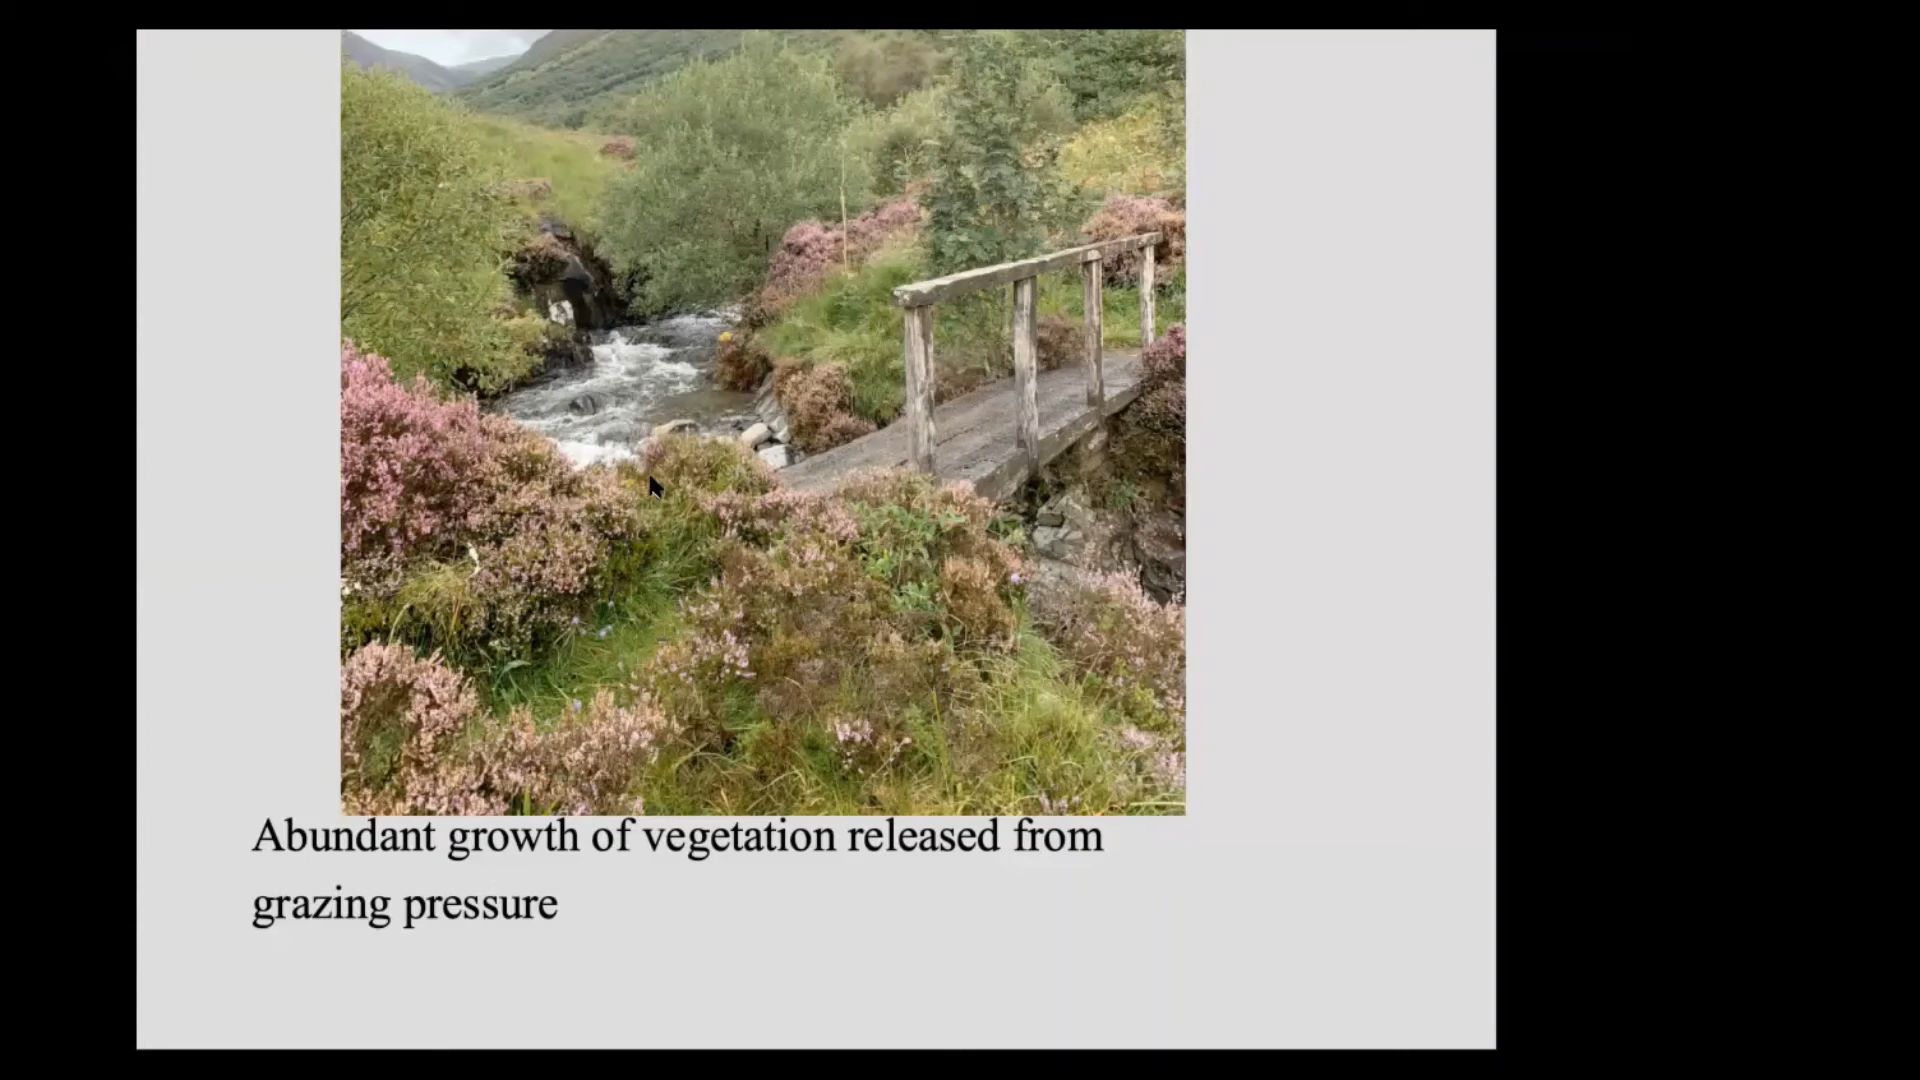 Abundant growth of vegetation released from
grazing pressure